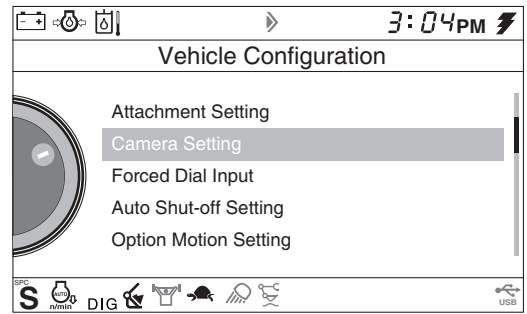 3:04PM
Vehicle Configuration
Attachment Setting
Camera Setting
Forced Dial Input
Auto Shut-off Setting
Option Motion Setting
SPC
S AUTO n/min DIG USB